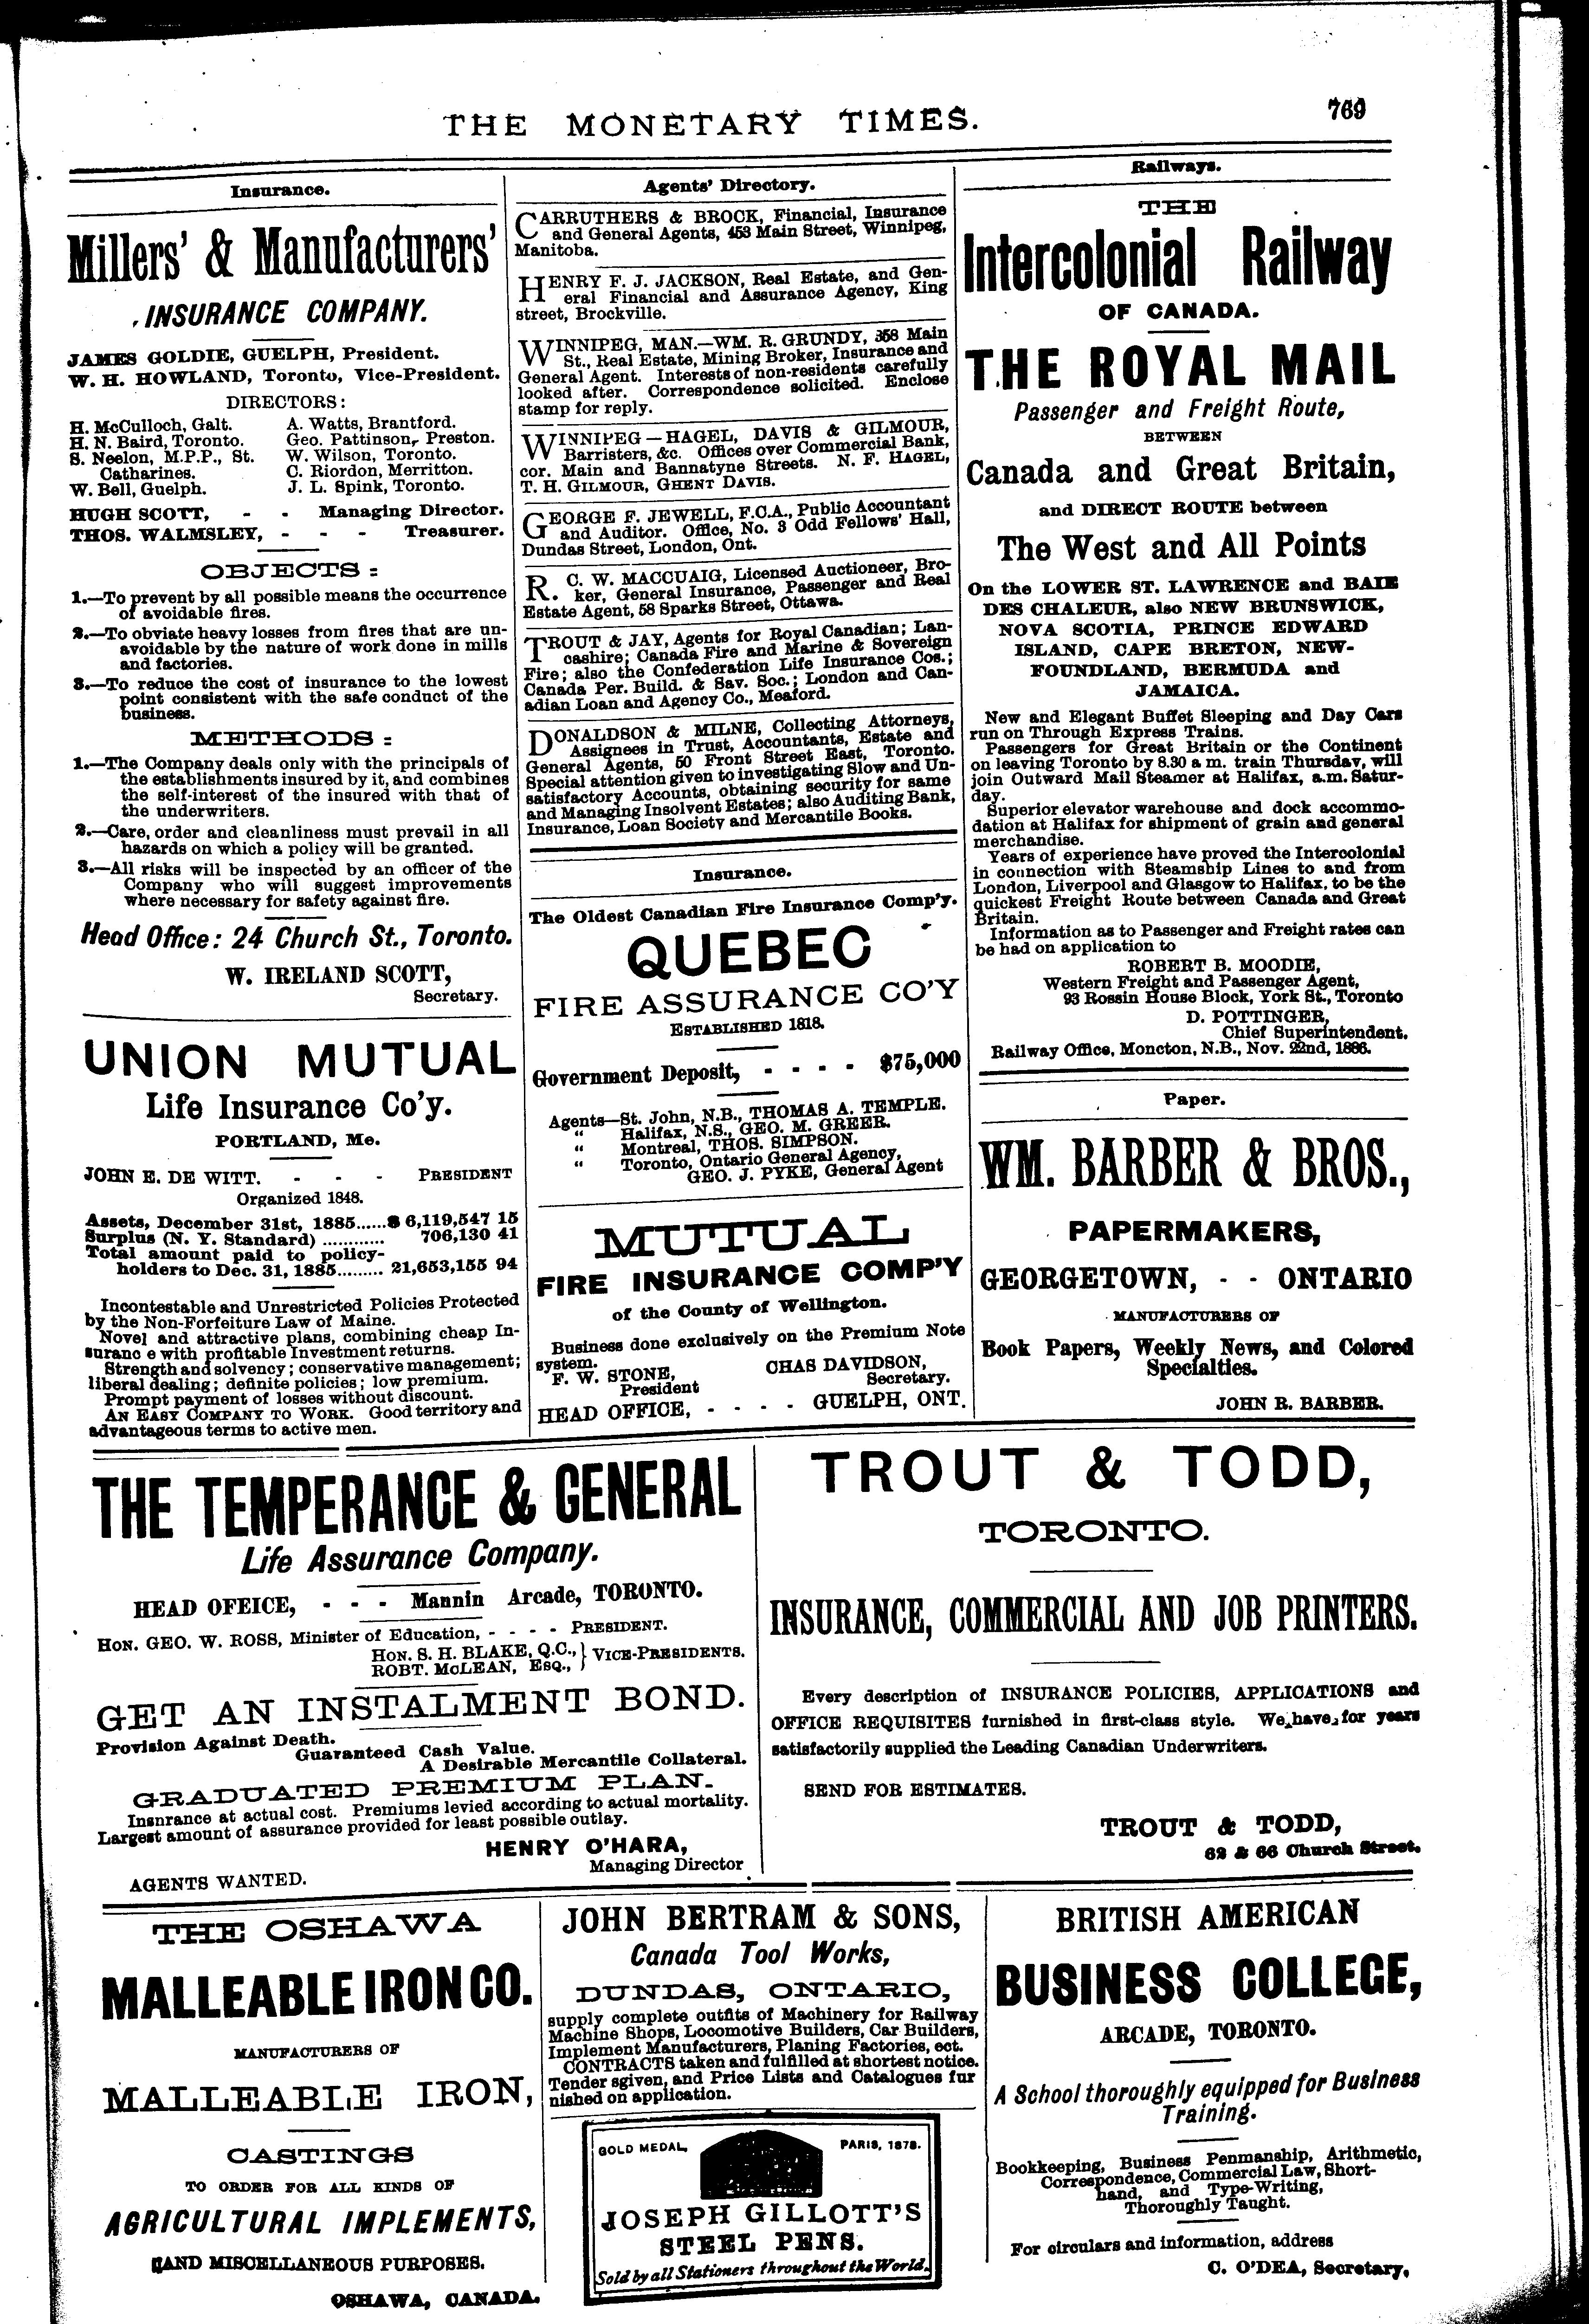 THE MONETARY TIMES.
769
Insurance.
Millers' & Manufacturers'
INSURANCE COMPANY.
JAMES GOLDIE, GUELPH, President.
W. H. HOWLAND, Toronto, Vice-President.
DIRECTORS:
H. McCulloch, Galt. A. Watts, Brantford.
H. N. Baird, Toronto. Geo. Pattinson, Preston.
S. Neelon, M.P.P., St. W. Wilson, Toronto.
Catharines. C. Riordon, Merritton.
W. Bell, Guelph. J. L. Spink, Toronto.
HUGH SCOTT, - - Managing Director.
THOS. WALMSLEY, - - - Treasurer.
OBJECTS:
1.—To prevent by all possible means the occurrence
of avoidable fires.
2.—To obviate heavy losses from fires that are un-
avoidable by the nature of work done in mills
and factories.
3.—To reduce the cost of insurance to the lowest
point consistent with the safe conduct of the
business.
METHODS:
1.—The Company deals only with the principals of
the establishments insured by it, and combines
the self-interest of the insured with that of
the underwriters.
2.—Care, order and cleanliness must prevail in all
hazards on which a policy will be granted.
3.—All risks will be inspected by an officer of the
Company who will suggest improvements
where necessary for safety against fire.
Head Office: 24 Church St., Toronto.
W. IRELAND SCOTT,
Secretary.
UNION MUTUAL
Life Insurance Co'y.
PORTLAND, Me.
JOHN E. DE WITT. - - - PRESIDENT
Organized 1848.
Assets, December 31st, 1885......$ 6,119,547 15
Surplus (N. Y. Standard) ............ 706,130 41
Total amount paid to policy-
holders to Dec. 31, 1885......... 21,653,155 94
Incontestable and Unrestricted Policies Protected
by the Non-Forfeiture Law of Maine.
Novel and attractive plans, combining cheap In-
suranc e with profitable Investment returns.
Strength and solvency; conservative management;
liberal dealing; definite policies; low premium.
Prompt payment of losses without discount.
AN EASY COMPANY TO WORK. Good territory and
advantageous terms to active men.
Agents' Directory.
CARRUTHERS & BROCK, Financial, Insurance
and General Agents, 453 Main Street, Winnipeg,
Manitoba.
HENRY F. J. JACKSON, Real Estate, and Gen-
eral Financial and Assurance Agency, King
street, Brockville.
WINNIPEG, MAN.—WM. R. GRUNDY, 358 Main
St., Real Estate, Mining Broker, Insurance and
General Agent. Interests of non-residents carefully
looked after. Correspondence solicited. Enclose
stamp for reply.
WINNIPEG—HAGEL, DAVIS & GILMOUR,
Barristers, &c. Offices over Commercial Bank,
cor. Main and Bannatyne Streets. N. F. HAGEL,
T. H. GILMOUR, GHENT DAVIS.
GEORGE F. JEWELL, F.C.A., Public Accountant
and Auditor. Office, No. 3 Odd Fellows' Hall,
Dundas Street, London, Ont.
R. C. W. MACCUAIG, Licensed Auctioneer, Bro-
ker, General Insurance, Passenger and Real
Estate Agent, 58 Sparks Street, Ottawa.
TROUT & JAY, Agents for Royal Canadian; Lan-
cashire; Canada Fire and Marine & Sovereign
Fire; also the Confederation Life Insurance Cos.;
Canada Per. Build. & Sav. Soc.; London and Can-
adian Loan and Agency Co., Meaford.
DONALDSON & MILNE, Collecting Attorneys,
Assignees in Trust, Accountants, Estate and
General Agents, 50 Front Street East, Toronto.
Special attention given to investigating Slow and Un-
satisfactory Accounts, obtaining security for same
and Managing Insolvent Estates; also Auditing Bank,
Insurance, Loan Society and Mercantile Books.
Insurance.
The Oldest Canadian Fire Insurance Comp'y.
QUEBEC
FIRE ASSURANCE CO'Y
ESTABLISHED 1818.
Government Deposit, - - - - $75,000
Agents—St. John, N.B., THOMAS A. TEMPLE.
" Halifax, N.S., GEO. M. GREER.
" Montreal, THOS. SIMPSON.
" Toronto, Ontario General Agency,
GEO. J. PYKE, General Agent
MUTUAL
FIRE INSURANCE COMP'Y
of the County of Wellington.
Business done exclusively on the Premium Note
system.
F. W. STONE, CHAS DAVIDSON,
President Secretary.
HEAD OFFICE, - - - - GUELPH, ONT.
Railways.
THE
Intercolonial Railway
OF CANADA.
THE ROYAL MAIL
Passenger and Freight Route,
BETWEEN
Canada and Great Britain,
and DIRECT ROUTE between
The West and All Points
On the LOWER ST. LAWRENCE and BAIE
DES CHALEUR, also NEW BRUNSWICK,
NOVA SCOTIA, PRINCE EDWARD
ISLAND, CAPE BRETON, NEW-
FOUNDLAND, BERMUDA and
JAMAICA.
New and Elegant Buffet Sleeping and Day Cars
run on Through Express Trains.
Passengers for Great Britain or the Continent
on leaving Toronto by 8.30 a m. train Thursday, will
join Outward Mail Steamer at Halifax, a.m. Satur-
day.
Superior elevator warehouse and dock accommo-
dation at Halifax for shipment of grain and general
merchandise.
Years of experience have proved the Intercolonial
in connection with Steamship Lines to and from
London, Liverpool and Glasgow to Halifax, to be the
quickest Freight Route between Canada and Great
Britain.
Information as to Passenger and Freight rates can
be had on application to
ROBERT B. MOODIE,
Western Freight and Passenger Agent,
93 Rossin House Block, York St., Toronto
D. POTTINGER,
Chief Superintendent.
Railway Office, Moncton, N.B., Nov. 22nd, 1886.
Paper.
WM. BARBER & BROS.,
PAPERMAKERS,
GEORGETOWN, - - ONTARIO
MANUFACTURERS OF
Book Papers, Weekly News, and Colored
Specialties.
JOHN R. BARBER.
THE TEMPERANCE & GENERAL
Life Assurance Company.
HEAD OFEICE, - - - Mannin Arcade, TORONTO.
HON. GEO. W. ROSS, Minister of Education, - - - - PRESIDENT.
HON. S. H. BLAKE, Q.C., } VICE-PRESIDENTS.
ROBT. McLEAN, ESQ., }
GET AN INSTALMENT BOND.
Provision Against Death.
Guaranteed Cash Value.
A Desirable Mercantile Collateral.
GRADUATED PREMIUM PLAN.
Insnrance at actual cost. Premiums levied according to actual mortality.
Largest amount of assurance provided for least possible outlay.
HENRY O'HARA,
Managing Director
AGENTS WANTED.
TROUT & TODD,
TORONTO.
INSURANCE, COMMERCIAL AND JOB PRINTERS.
Every description of INSURANCE POLICIES, APPLICATIONS and
OFFICE REQUISITES furnished in first-class style. We have for years
satisfactorily supplied the Leading Canadian Underwriters.
SEND FOR ESTIMATES.
TROUT & TODD,
62 & 66 Church Street.
THE OSHAWA
MALLEABLE IRON CO.
MANUFACTURERS OF
MALLEABLE IRON,
CASTINGS
TO ORDER FOR ALL KINDS OF
AGRICULTURAL IMPLEMENTS,
AND MISCELLANEOUS PURPOSES.
OSHAWA, CANADA.
JOHN BERTRAM & SONS,
Canada Tool Works,
DUNDAS, ONTARIO,
supply complete outfits of Machinery for Railway
Machine Shops, Locomotive Builders, Car Builders,
Implement Manufacturers, Planing Factories, ect.
CONTRACTS taken and fulfilled at shortest notice.
Tender sgiven, and Price Lists and Catalogues fur
nished on application.
GOLD MEDAL, PARIS, 1878.
JOSEPH GILLOTT'S
STEEL PENS.
Sold by all Stationers throughout the World.
BRITISH AMERICAN
BUSINESS COLLEGE,
ARCADE, TORONTO.
A School thoroughly equipped for Business
Training.
Bookkeeping, Business Penmanship, Arithmetic,
Correspondence, Commercial Law, Short-
hand, and Type-Writing,
Thoroughly Taught.
For circulars and information, address
C. O'DEA, Secretary,